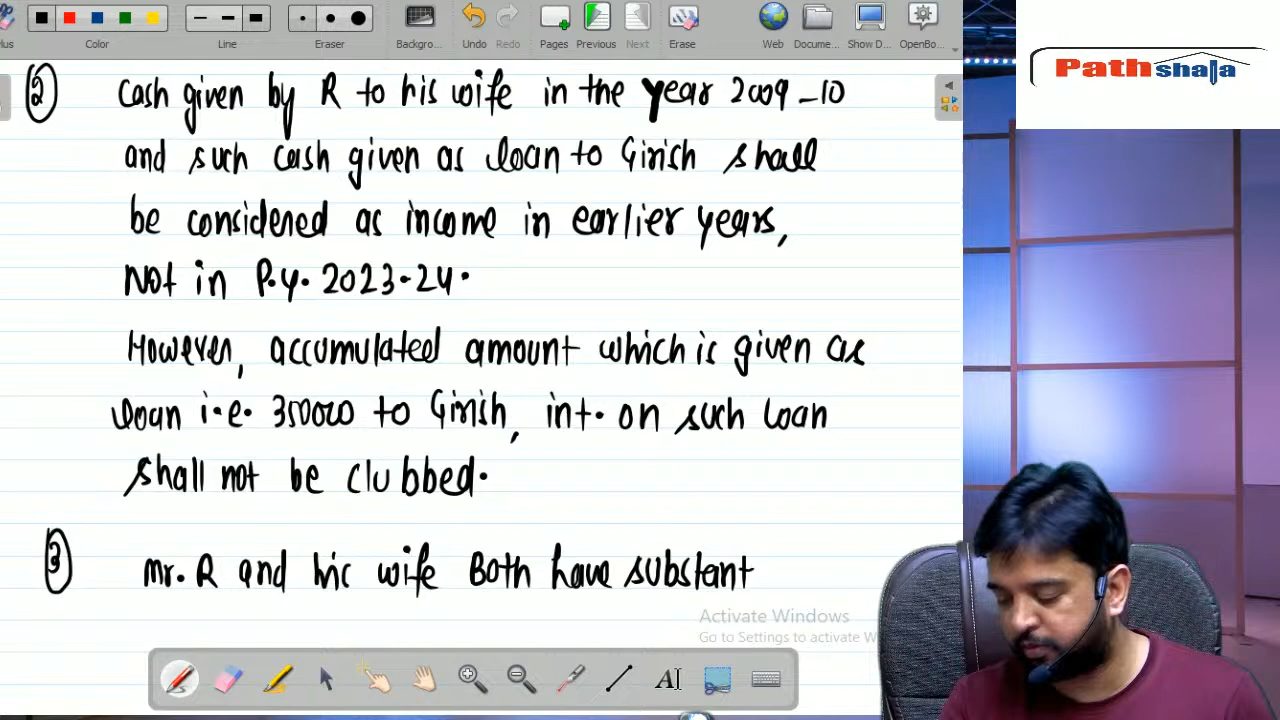 Color
Line
Eraser
Backgro...
Undo
Redo
Pages
Previous
Next
Erase
Web
Docume...
Show D...
OpenBo...
Pathshala
② Cash given by R to his wife in the year 2009-10
and such cash given as loan to Girish shall
be considered as income in earlier years,
Not in P.Y. 2023-24.
However, accumulated amount which is given as
loan i.e. 350000 to Girish, int. on such loan
shall not be clubbed.
③ Mr. R and his wife Both have substant
Activate Windows
Go to Settings to activate W